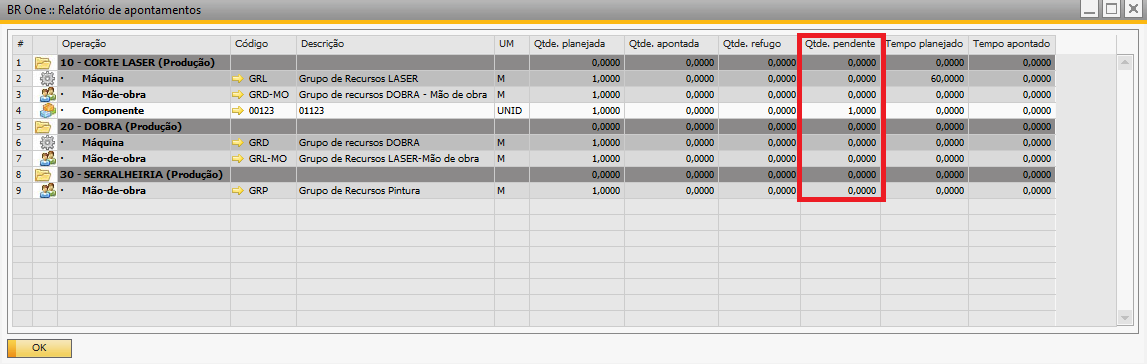 BR One :: Relatório de apontamentos
# Operação Código Descrição UM Qtde. planejada Qtde. apontada Qtde. refugo Qtde. pendente Tempo planejado Tempo apontado
1 10 - CORTE LASER (Produção) 0,0000 0,0000 0,0000 0,0000 0,0000 0,0000
2 · Máquina GRL Grupo de Recursos LASER M 1,0000 0,0000 0,0000 0,0000 60,0000 0,0000
3 · Mão-de-obra GRD-MO Grupo de recursos DOBRA - Mão de obra M 1,0000 0,0000 0,0000 0,0000 0,0000 0,0000
4 · Componente 00123 01123 UNID 1,0000 0,0000 0,0000 1,0000 0,0000 0,0000
5 20 - DOBRA (Produção) 0,0000 0,0000 0,0000 0,0000 0,0000 0,0000
6 · Máquina GRD Grupo de recursos DOBRA M 1,0000 0,0000 0,0000 0,0000 0,0000 0,0000
7 · Mão-de-obra GRL-MO Grupo de Recursos LASER-Mão de obra M 1,0000 0,0000 0,0000 0,0000 0,0000 0,0000
8 30 - SERRALHEIRIA (Produção) 0,0000 0,0000 0,0000 0,0000 0,0000 0,0000
9 · Mão-de-obra GRP Grupo de Recursos Pintura M 1,0000 0,0000 0,0000 0,0000 0,0000 0,0000
OK